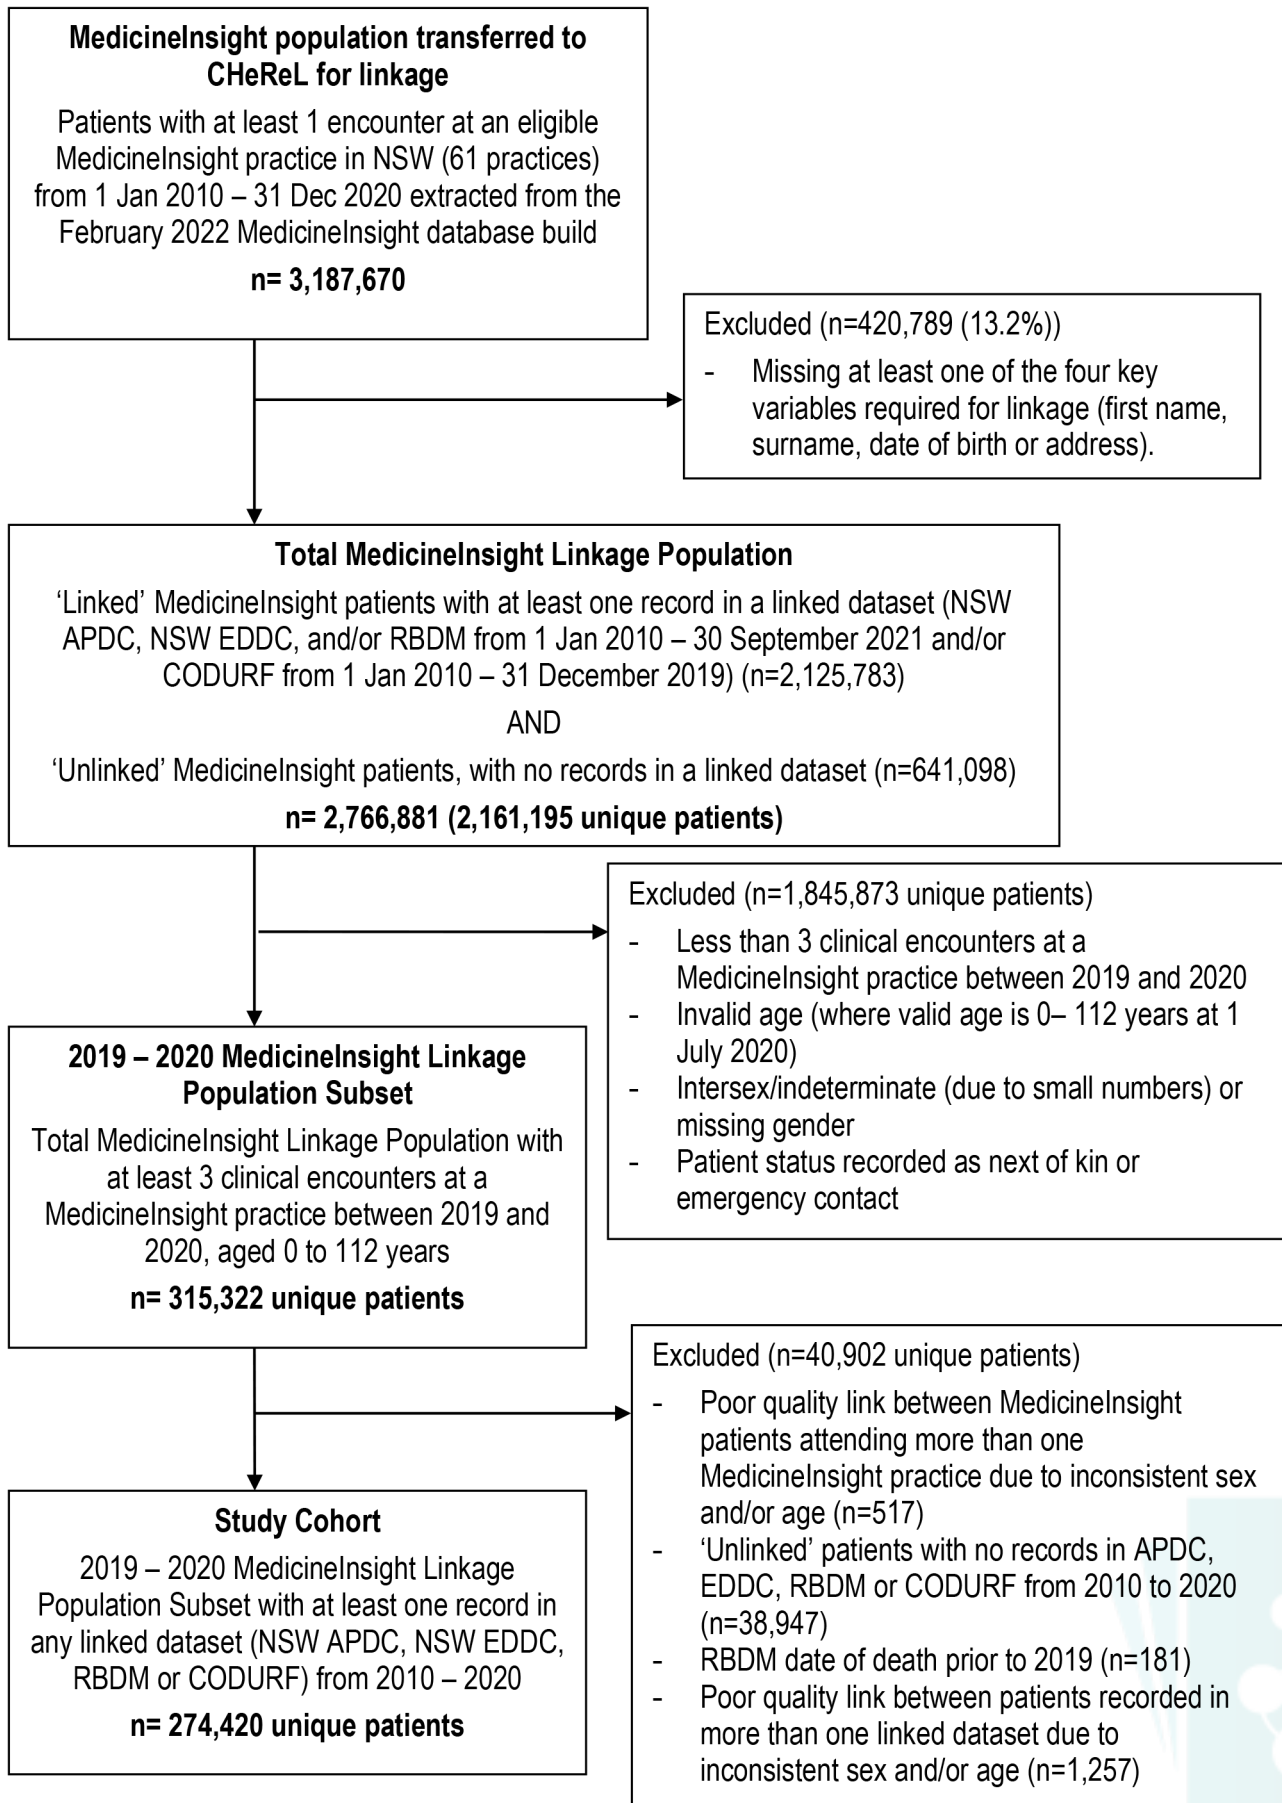 MedicineInsight population transferred to
CHeReL for linkage
Patients with at least 1 encounter at an eligible
MedicineInsight practice in NSW (61 practices)
from 1 Jan 2010 – 31 Dec 2020 extracted from the
February 2022 MedicineInsight database build
n= 3,187,670
Excluded (n=420,789 (13.2%))
- Missing at least one of the four key
variables required for linkage (first name,
surname, date of birth or address).
Total MedicineInsight Linkage Population
‘Linked’ MedicineInsight patients with at least one record in a linked dataset (NSW
APDC, NSW EDDC, and/or RBDM from 1 Jan 2010 – 30 September 2021 and/or
CODURF from 1 Jan 2010 – 31 December 2019) (n=2,125,783)
AND
‘Unlinked’ MedicineInsight patients, with no records in a linked dataset (n=641,098)
n= 2,766,881 (2,161,195 unique patients)
Excluded (n=1,845,873 unique patients)
- Less than 3 clinical encounters at a
MedicineInsight practice between 2019 and 2020
- Invalid age (where valid age is 0– 112 years at 1
July 2020)
- Intersex/indeterminate (due to small numbers) or
missing gender
- Patient status recorded as next of kin or
emergency contact
2019 – 2020 MedicineInsight Linkage
Population Subset
Total MedicineInsight Linkage Population with
at least 3 clinical encounters at a
MedicineInsight practice between 2019 and
2020, aged 0 to 112 years
n= 315,322 unique patients
Excluded (n=40,902 unique patients)
- Poor quality link between MedicineInsight
patients attending more than one
MedicineInsight practice due to inconsistent sex
and/or age (n=517)
- ‘Unlinked’ patients with no records in APDC,
EDDC, RBDM or CODURF from 2010 to 2020
(n=38,947)
- RBDM date of death prior to 2019 (n=181)
- Poor quality link between patients recorded in
more than one linked dataset due to
inconsistent sex and/or age (n=1,257)
Study Cohort
2019 – 2020 MedicineInsight Linkage
Population Subset with at least one record in
any linked dataset (NSW APDC, NSW EDDC,
RBDM or CODURF) from 2010 – 2020
n= 274,420 unique patients